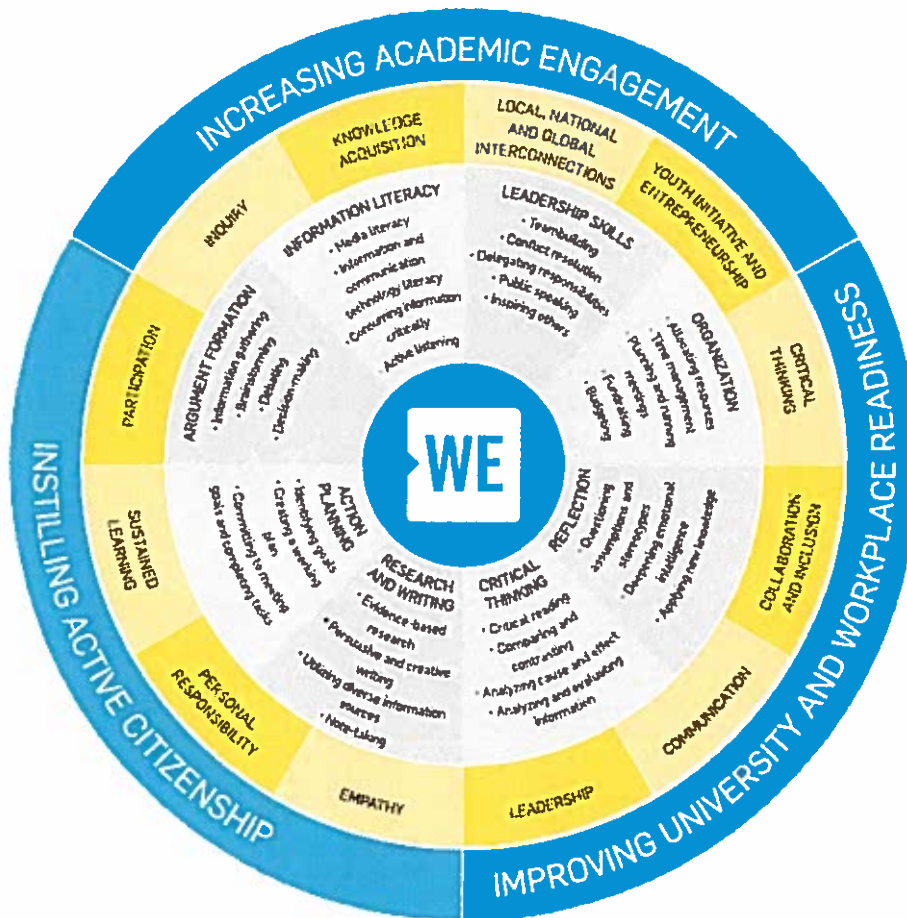 INCREASING ACADEMIC ENGAGEMENT
IMPROVING UNIVERSITY AND WORKPLACE READINESS
INSTILLING ACTIVE CITIZENSHIP
KNOWLEDGE
ACQUISITION
LOCAL, NATIONAL
AND GLOBAL
INTERCONNECTIONS
YOUTH INITIATIVE AND
ENTREPRENEURSHIP
CRITICAL
THINKING
COLLABORATION
AND INCLUSION
COMMUNICATION
LEADERSHIP
EMPATHY
PERSONAL
RESPONSIBILITY
SUSTAINED
LEARNING
PARTICIPATION
INQUIRY
INFORMATION LITERACY
• Media literacy
• Information and
communication
technology literacy
• Consuming information
critically
• Active listening
LEADERSHIP SKILLS
• Teambuilding
• Conflict resolution
• Delegating responsibilities
• Public speaking
• Inspiring others
ORGANIZATION
• Allocating resources
• Time management
• Planning and running
meetings
• Fundraising
• Budgeting
REFLECTION
• Questioning
assumptions and
stereotypes
• Deepening emotional
intelligence
• Applying new knowledge
CRITICAL
THINKING
• Critical reading
• Comparing and
contrasting
• Analyzing cause and effect
• Analyzing and evaluating
information
RESEARCH
AND WRITING
• Evidence-based
research
• Persuasive and creative
writing
• Utilizing diverse information
sources
• Note-taking
ACTION
PLANNING
• Identifying goals
• Creating a working
plan
• Committing to meeting
goals and completing tasks
ARGUMENT FORMATION
• Information gathering
• Brainstorming
• Debating
• Decision-making
WE